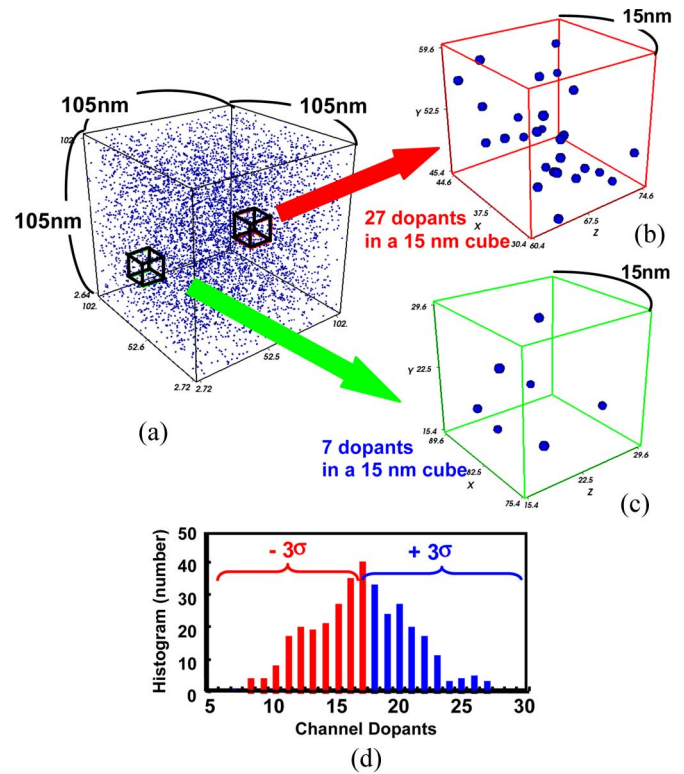 105nm
105nm
105nm
102.
2.64
102.
52.6
2.72
2.72
52.5
102.
(a)
15nm
59.6
Y
52.5
45.4
44.6
37.5
X
30.4
60.4
67.5
Z
74.6
27 dopants
in a 15 nm cube
(b)
15nm
29.6
Y
22.5
15.4
89.6
82.5
X
75.4
15.4
22.5
Z
29.6
7 dopants
in a 15 nm cube
(c)
50
40
30
20
10
0
Histogram (number)
- 3σ
+ 3σ
5 10 15 20 25 30
Channel Dopants
(d)